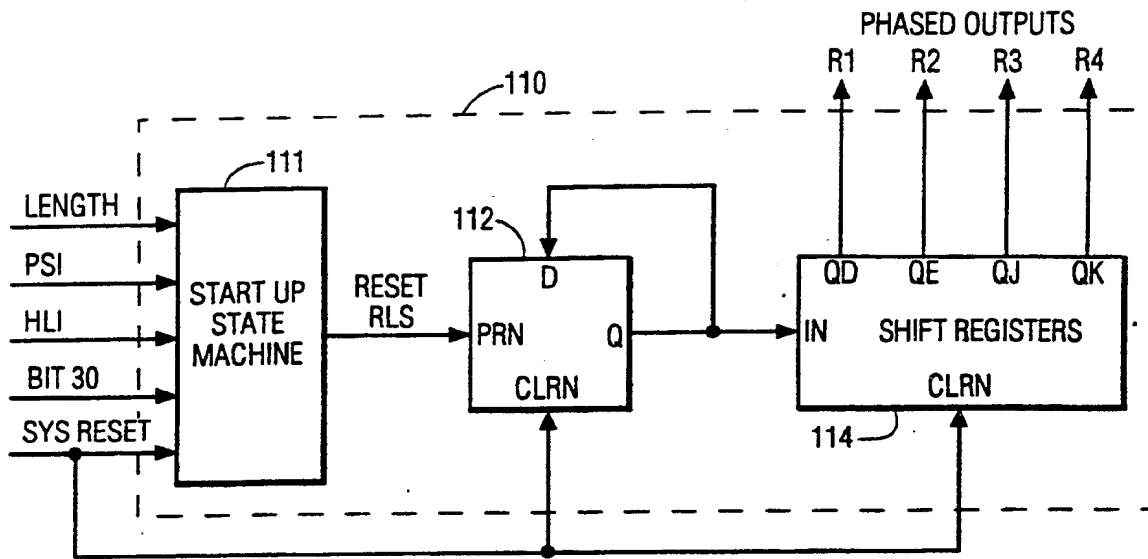 PHASED OUTPUTS
R1 R2 R3 R4
110
111
LENGTH
PSI
HLI
BIT 30
SYS RESET
START UP
STATE
MACHINE
RESET
RLS
112
D
PRN
Q
CLRN
QD QE QJ QK
IN
SHIFT REGISTERS
CLRN
114